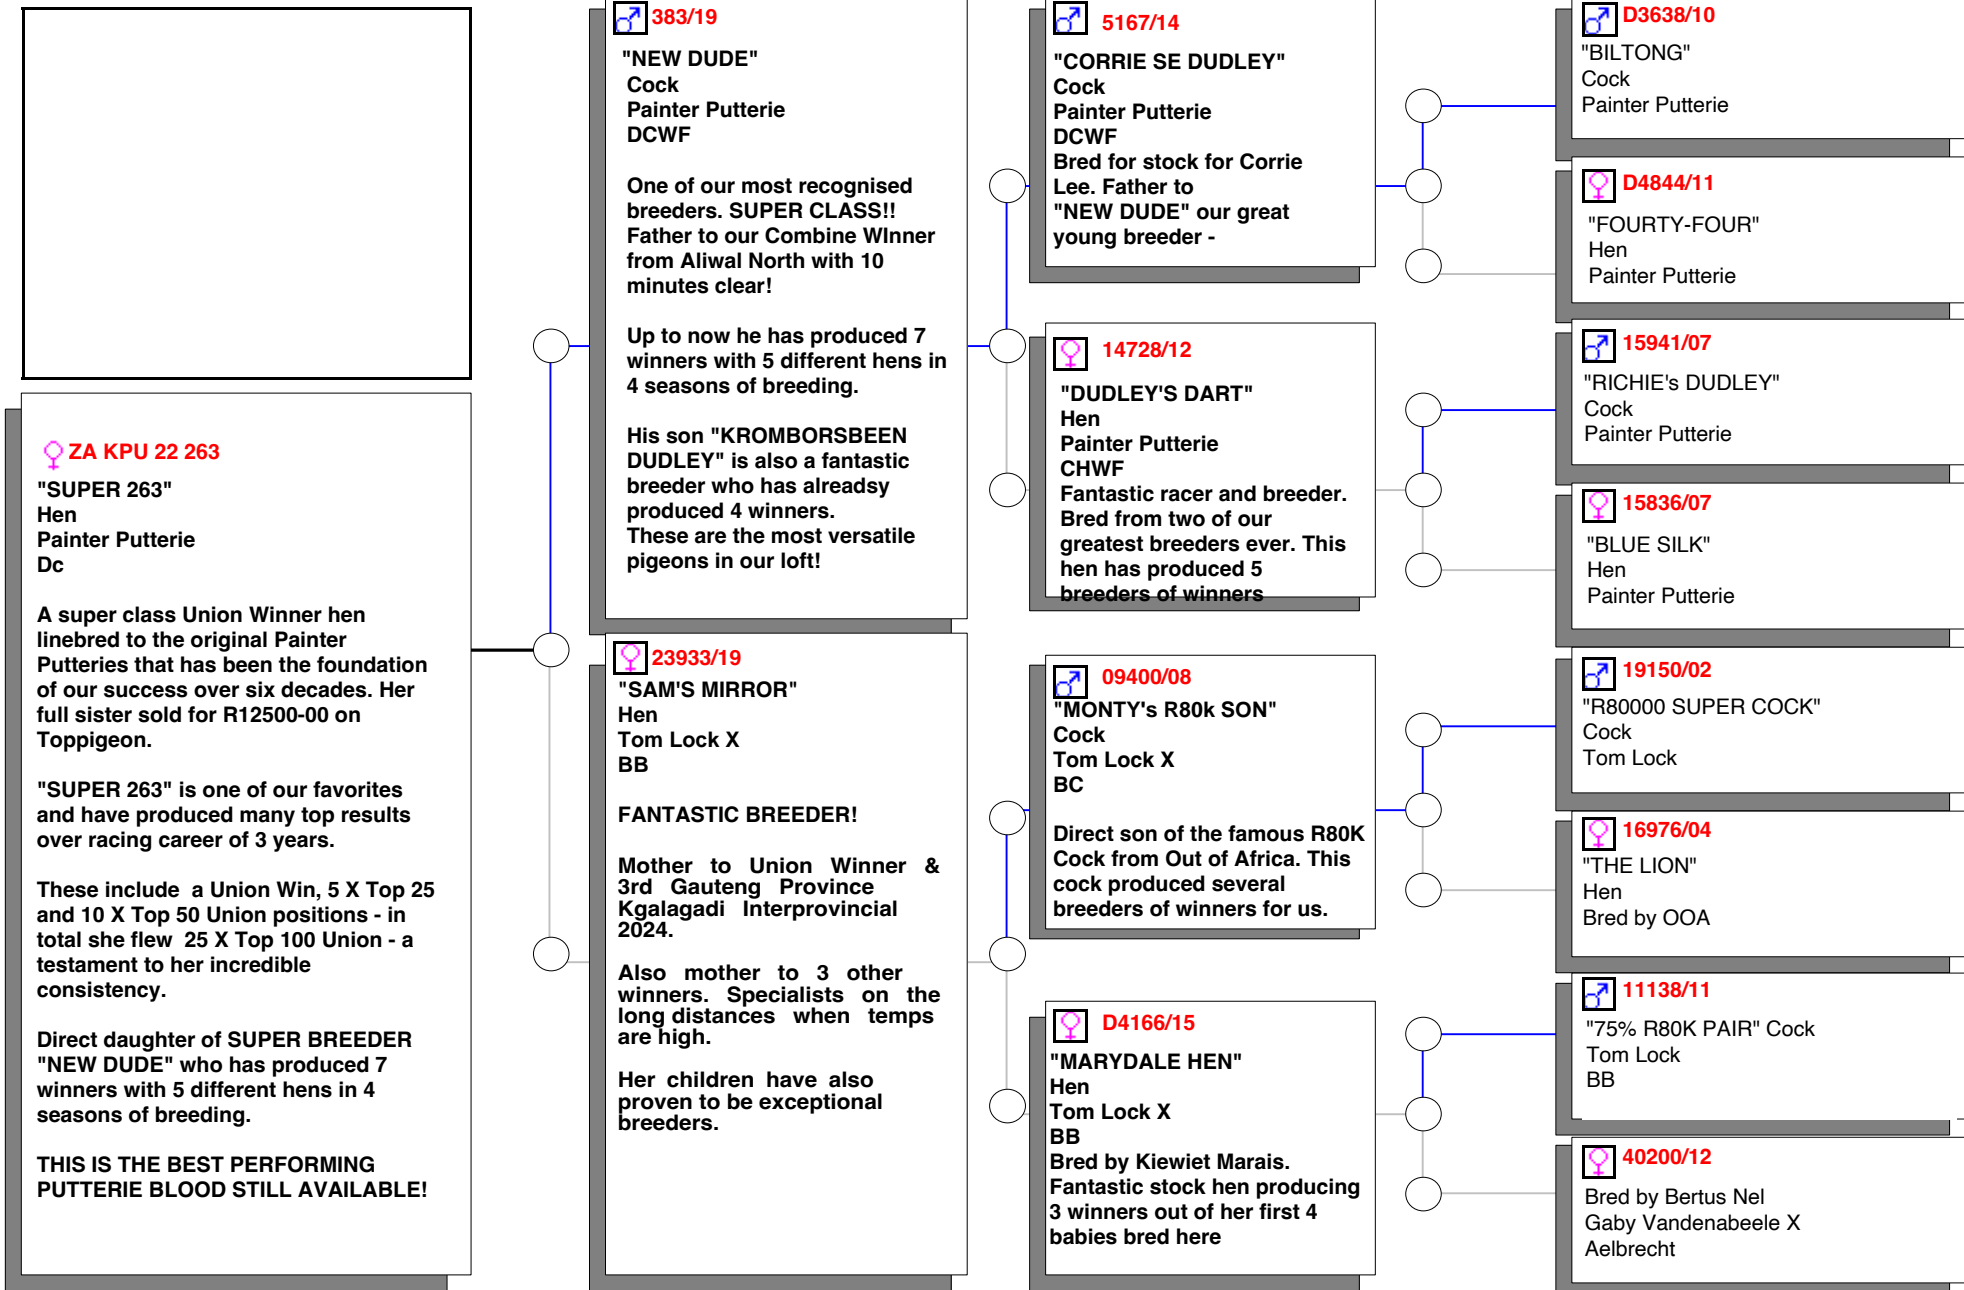 ZA KPU 22 263
"SUPER 263"
Hen
Painter Putterie
Dc
A super class Union Winner hen
linebred to the original Painter
Putteries that has been the foundation
of our success over six decades. Her
full sister sold for R12500-00 on
Toppigeon.
"SUPER 263" is one of our favorites
and have produced many top results
over racing career of 3 years.
These include a Union Win, 5 X Top 25
and 10 X Top 50 Union positions - in
total she flew 25 X Top 100 Union - a
testament to her incredible
consistency.
Direct daughter of SUPER BREEDER
"NEW DUDE" who has produced 7
winners with 5 different hens in 4
seasons of breeding.
THIS IS THE BEST PERFORMING
PUTTERIE BLOOD STILL AVAILABLE!
383/19
"NEW DUDE"
Cock
Painter Putterie
DCWF
One of our most recognised
breeders. SUPER CLASS!!
Father to our Combine WInner
from Aliwal North with 10
minutes clear!
Up to now he has produced 7
winners with 5 different hens in
4 seasons of breeding.
His son "KROMBORSBEEN
DUDLEY" is also a fantastic
breeder who has alreadsy
produced 4 winners.
These are the most versatile
pigeons in our loft!
23933/19
"SAM'S MIRROR"
Hen
Tom Lock X
BB
FANTASTIC BREEDER!
Mother to Union Winner &
3rd Gauteng Province
Kgalagadi Interprovincial
2024.
Also mother to 3 other
winners. Specialists on the
long distances when temps
are high.
Her children have also
proven to be exceptional
breeders.
5167/14
"CORRIE SE DUDLEY"
Cock
Painter Putterie
DCWF
Bred for stock for Corrie
Lee. Father to
"NEW DUDE" our great
young breeder -
14728/12
"DUDLEY'S DART"
Hen
Painter Putterie
CHWF
Fantastic racer and breeder.
Bred from two of our
greatest breeders ever. This
hen has produced 5
breeders of winners
09400/08
"MONTY's R80k SON"
Cock
Tom Lock X
BC
Direct son of the famous R80K
Cock from Out of Africa. This
cock produced several
breeders of winners for us.
D4166/15
"MARYDALE HEN"
Hen
Tom Lock X
BB
Bred by Kiewiet Marais.
Fantastic stock hen producing
3 winners out of her first 4
babies bred here
D3638/10
"BILTONG"
Cock
Painter Putterie
D4844/11
"FOURTY-FOUR"
Hen
Painter Putterie
15941/07
"RICHIE's DUDLEY"
Cock
Painter Putterie
15836/07
"BLUE SILK"
Hen
Painter Putterie
19150/02
"R80000 SUPER COCK"
Cock
Tom Lock
16976/04
"THE LION"
Hen
Bred by OOA
11138/11
"75% R80K PAIR" Cock
Tom Lock
BB
40200/12
Bred by Bertus Nel
Gaby Vandenabeele X
Aelbrecht